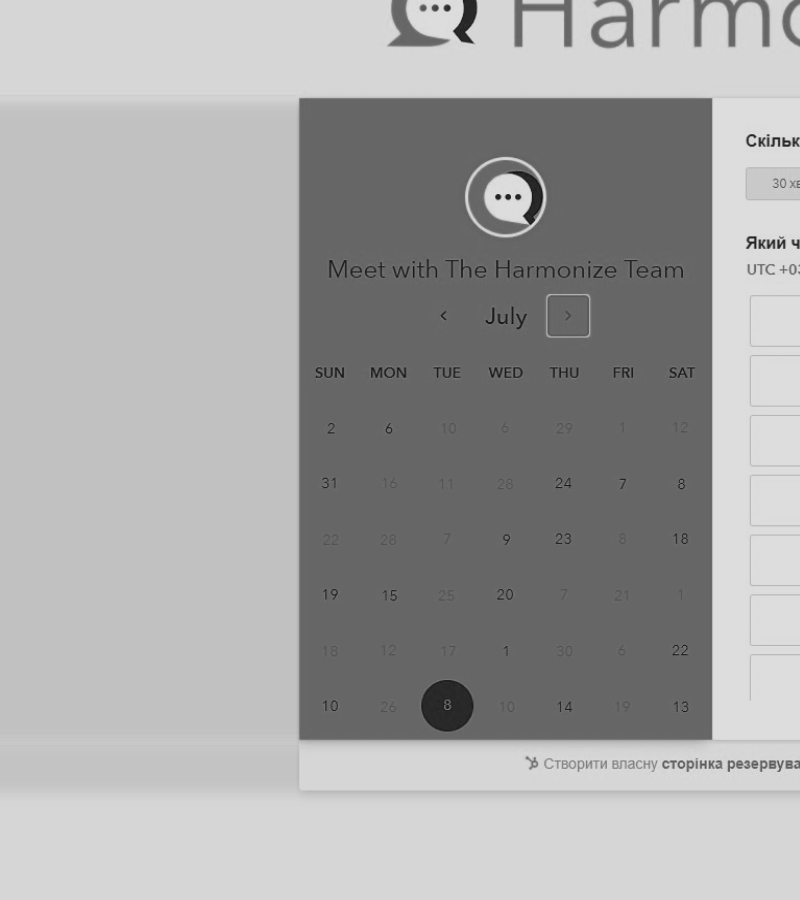 Harmo
Скільк
30 хв
Meet with The Harmonize Team
Який ч
UTC +03
July
SUN MON TUE WED THU FRI SAT
2 6 10 6 29 1 12
31 16 11 28 24 7 8
22 28 7 9 23 8 18
19 15 25 20 7 21 1
18 12 17 1 30 6 22
10 26 8 10 14 19 13
Створити власну сторінка резервува